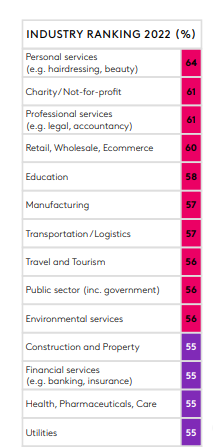 INDUSTRY RANKING 2022 (%)
Personal services
(e.g. hairdressing, beauty) 64
Charity/Not-for-profit 61
Professional services
(e.g. legal, accountancy) 61
Retail, Wholesale, Ecommerce 60
Education 58
Manufacturing 57
Transportation/Logistics 57
Travel and Tourism 56
Public sector (inc. government) 56
Environmental services 56
Construction and Property 55
Financial services
(e.g. banking, insurance) 55
Health, Pharmaceuticals, Care 55
Utilities 55